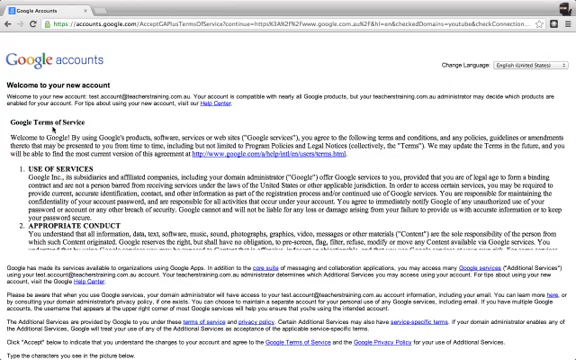 Google Accounts
https://accounts.google.com/AcceptGAPlusTermsOfService?continue=https%3A%2F%2Fwww.google.com.au%2F&hl=en&checkedDomains=youtube&checkConnection...
Google accounts
Change Language: English (United States)
Welcome to your new account
Welcome to your new account: test.account@teacherstraining.com.au. Your account is compatible with nearly all Google products, but your teacherstraining.com.au administrator may decide which products are
enabled for your account. For tips about using your new account, visit our Help Center.
Google Terms of Service
Welcome to Google! By using Google's products, software, services or web sites ("Google services"), you agree to the following terms and conditions, and any policies, guidelines or amendments
thereto that may be presented to you from time to time, including but not limited to Program Policies and Legal Notices (collectively, the "Terms"). We may update the Terms in the future, and you
will be able to find the most current version of this agreement at http://www.google.com/a/help/intl/en/users/terms.html.
1. USE OF SERVICES
Google Inc., its subsidiaries and affiliated companies, including your domain administrator ("Google") offer Google services to you, provided that you are of legal age to form a binding
contract and are not a person barred from receiving services under the laws of the United States or other applicable jurisdiction. In order to access certain services, you may be required to
provide current, accurate identification, contact, and other information as part of the registration process and/or continued use of Google services. You are responsible for maintaining the
confidentiality of your account password, and are responsible for all activities that occur under your account. You agree to immediately notify Google of any unauthorized use of your
password or account or any other breach of security. Google cannot and will not be liable for any loss or damage arising from your failure to provide us with accurate information or to keep
your password secure.
2. APPROPRIATE CONDUCT
You understand that all information, data, text, software, music, sound, photographs, graphics, video, messages or other materials ("Content") are the sole responsibility of the person from
which such Content originated. Google reserves the right, but shall have no obligation, to pre-screen, flag, filter, refuse, modify or move any Content available via Google services. You
Google has made its services available to organizations using Google Apps. In addition to the core suite of messaging and collaboration applications, you may access many Google services ("Additional Services")
using your test.account@teacherstraining.com.au account. Your teacherstraining.com.au administrator determines which Additional Services you may access using your account. For tips about using your new
account, visit the Google Help Center.
Please be aware that when you use Google services, your domain administrator will have access to your test.account@teacherstraining.com.au account information, including your email. You can learn more here, or
by consulting your domain administrator's privacy policy, if one exists. You can choose to maintain a separate account for your personal use of any Google services, including email. If you have multiple Google
accounts, the username that appears at the upper right corner of most Google services will help you ensure that you're using the intended account.
The Additional Services are provided by Google to you under these terms of service and privacy policy. Certain Additional Services may also have service-specific terms. If your domain administrator enables any of
the Additional Services, Google will treat your use of any of the Additional Services as acceptance of the applicable service-specific terms.
Click "Accept" below to indicate that you understand the changes to your account and agree to the Google Terms of Service and the Google Privacy Policy for your use of Additional Services.
Type the characters you see in the picture below.